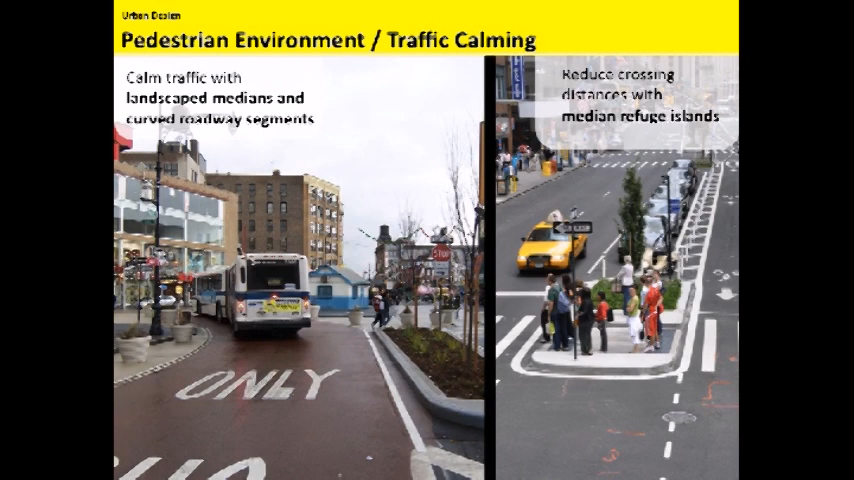 Urban Design
Pedestrian Environment / Traffic Calming
Calm traffic with
landscaped medians and
curved roadway segments
Reduce crossing
distances with
median refuge islands
STOP
ONLY